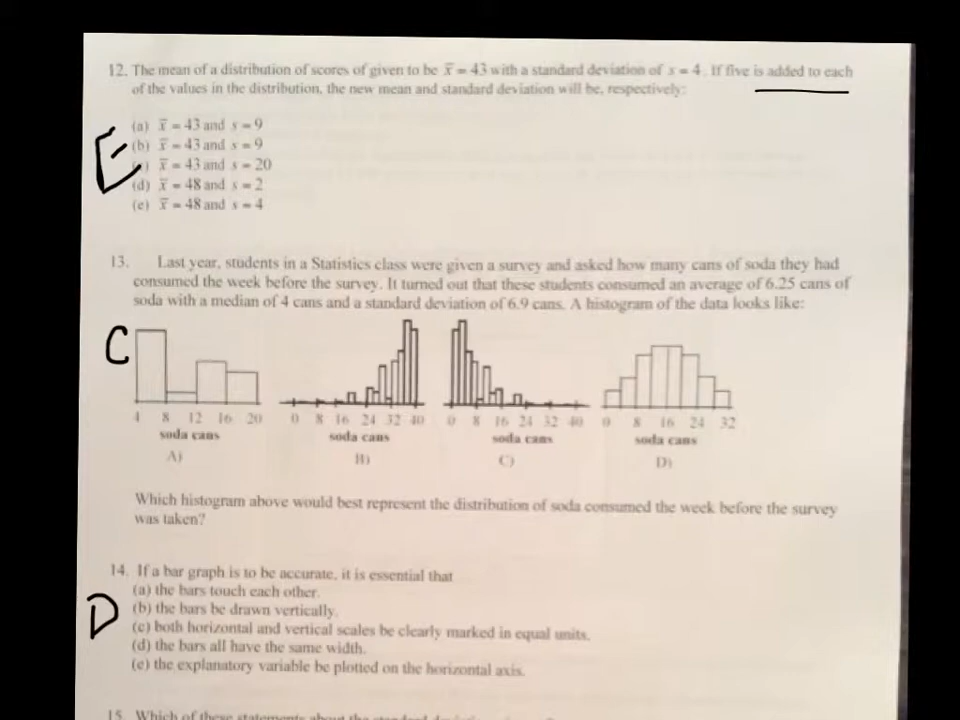 12. The mean of a distribution of scores of given to be x̄ = 43 with a standard deviation of s = 4. If five is added to each
of the values in the distribution, the new mean and standard deviation will be, respectively:
E
(a) x̄ = 43 and s = 9
(b) x̄ = 43 and s = 9
x̄ = 43 and s = 20
(d) x̄ = 48 and s = 2
(e) x̄ = 48 and s = 4
13. Last year, students in a Statistics class were given a survey and asked how many cans of soda they had
consumed the week before the survey. It turned out that these students consumed an average of 6.25 cans of
soda with a median of 4 cans and a standard deviation of 6.9 cans. A histogram of the data looks like:
C
4 8 12 16 20 0 8 16 24 32 40 0 8 16 24 32 40 0 8 16 24 32
soda cans soda cans soda cans soda cans
A) B) C) D)
Which histogram above would best represent the distribution of soda consumed the week before the survey
was taken?
14. If a bar graph is to be accurate, it is essential that
(a) the bars touch each other.
D
(b) the bars be drawn vertically.
(c) both horizontal and vertical scales be clearly marked in equal units.
(d) the bars all have the same width.
(e) the explanatory variable be plotted on the horizontal axis.
15. Which of these statements about the standard